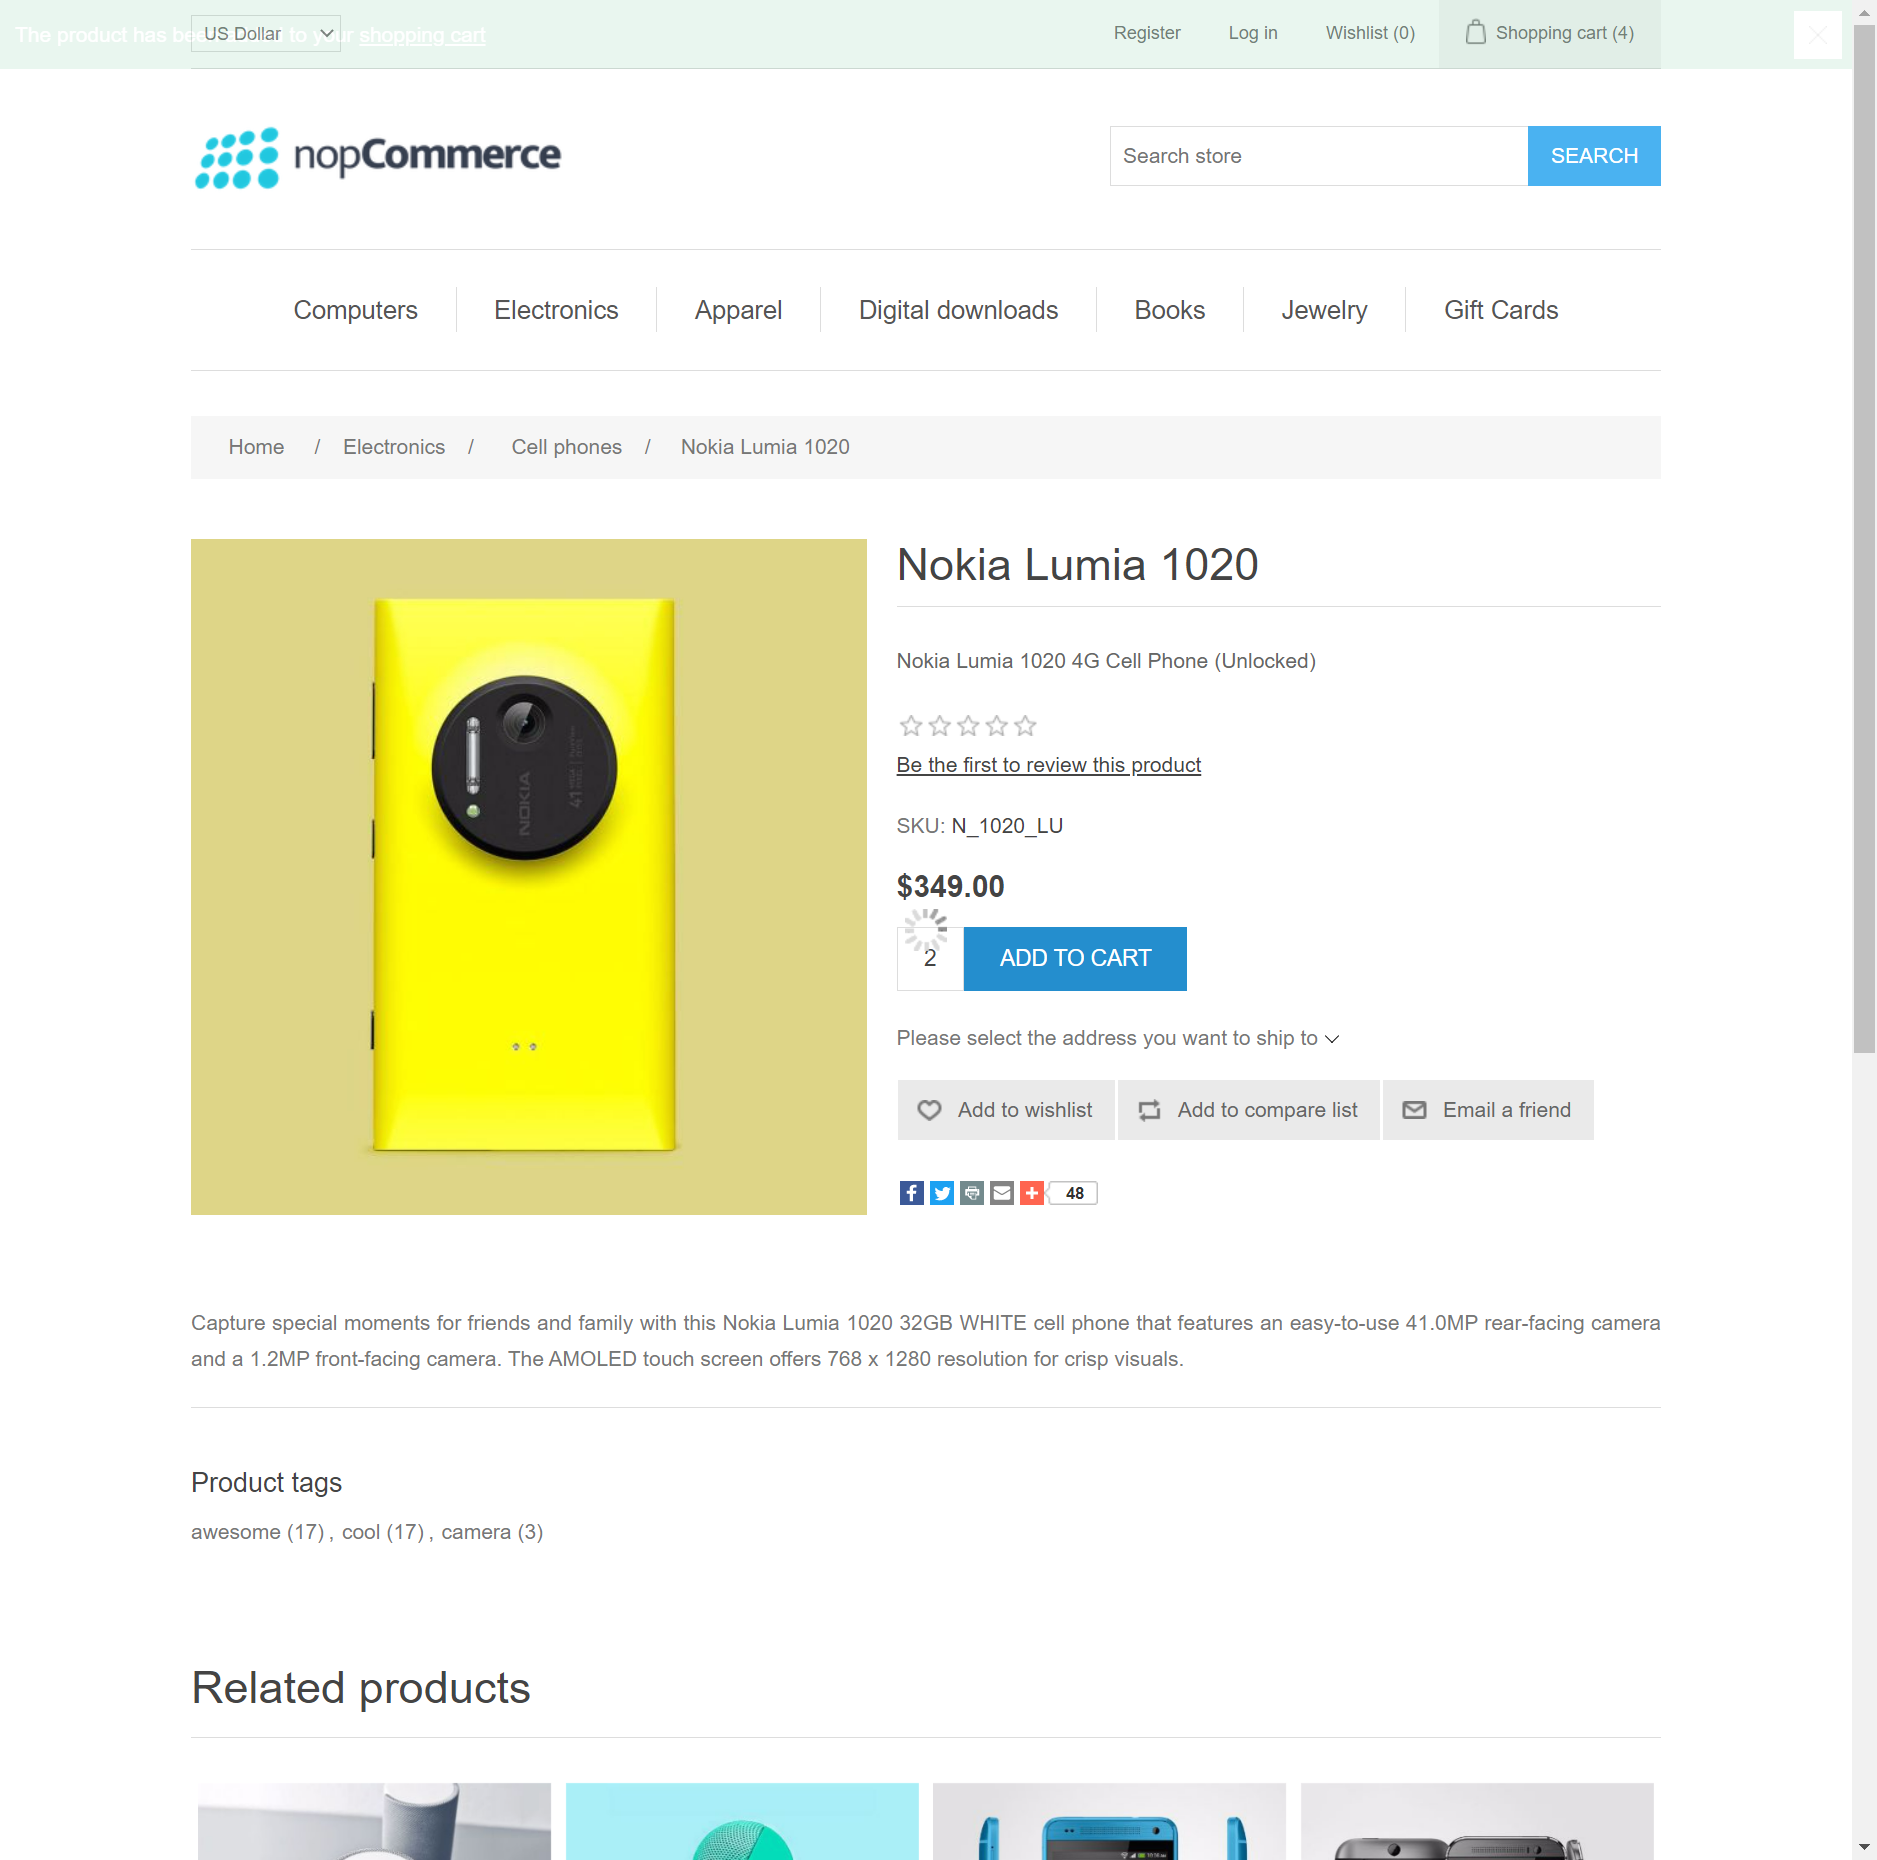 The product has been added to your shopping cart
US Dollar
Register
Log in
Wishlist (0)
Shopping cart (4)
nopCommerce
Search store
SEARCH
Computers
Electronics
Apparel
Digital downloads
Books
Jewelry
Gift Cards
Home / Electronics / Cell phones / Nokia Lumia 1020
Nokia Lumia 1020
Nokia Lumia 1020 4G Cell Phone (Unlocked)
Be the first to review this product
SKU: N_1020_LU
$349.00
2
ADD TO CART
Please select the address you want to ship to
Add to wishlist
Add to compare list
Email a friend
48
NOKIA
41
Capture special moments for friends and family with this Nokia Lumia 1020 32GB WHITE cell phone that features an easy-to-use 41.0MP rear-facing camera
and a 1.2MP front-facing camera. The AMOLED touch screen offers 768 x 1280 resolution for crisp visuals.
Product tags
awesome (17) , cool (17) , camera (3)
Related products